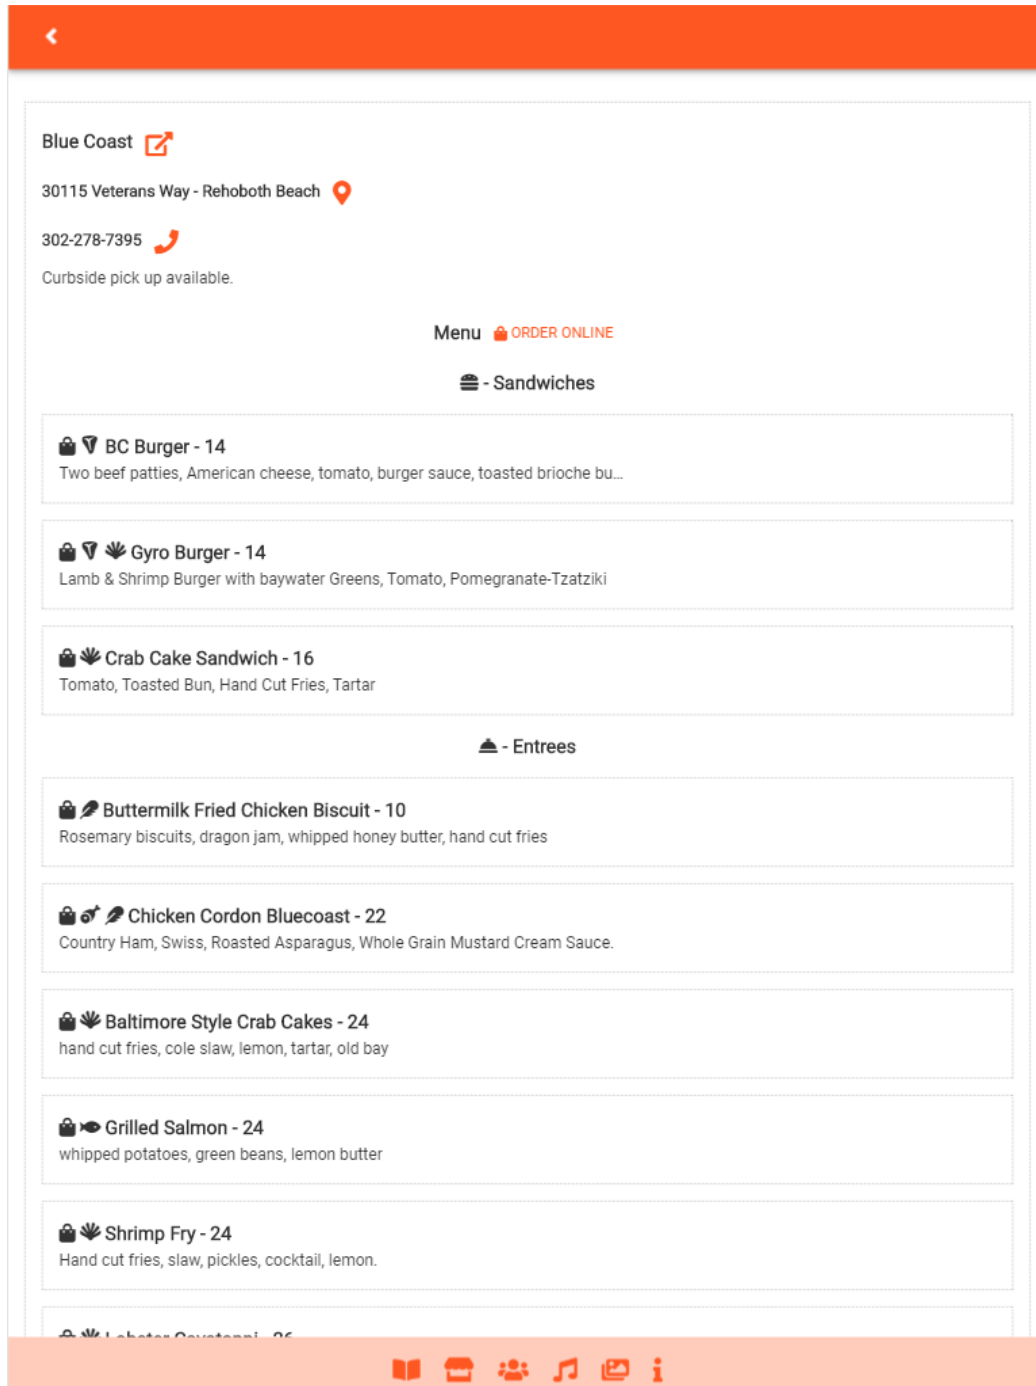 Blue Coast
30115 Veterans Way - Rehoboth Beach
302-278-7395
Curbside pick up available.
Menu ORDER ONLINE
- Sandwiches
BC Burger - 14
Two beef patties, American cheese, tomato, burger sauce, toasted brioche bu...
Gyro Burger - 14
Lamb & Shrimp Burger with baywater Greens, Tomato, Pomegranate-Tzatziki
Crab Cake Sandwich - 16
Tomato, Toasted Bun, Hand Cut Fries, Tartar
- Entrees
Buttermilk Fried Chicken Biscuit - 10
Rosemary biscuits, dragon jam, whipped honey butter, hand cut fries
Chicken Cordon Bluecoast - 22
Country Ham, Swiss, Roasted Asparagus, Whole Grain Mustard Cream Sauce.
Baltimore Style Crab Cakes - 24
hand cut fries, cole slaw, lemon, tartar, old bay
Grilled Salmon - 24
whipped potatoes, green beans, lemon butter
Shrimp Fry - 24
Hand cut fries, slaw, pickles, cocktail, lemon.